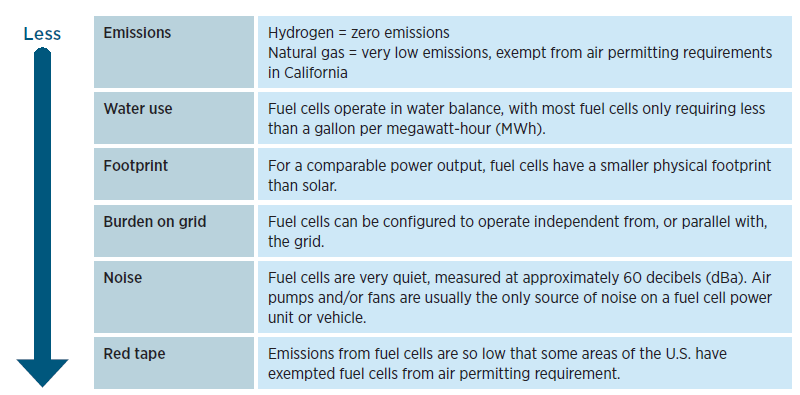 Less
Emissions
Hydrogen = zero emissions
Natural gas = very low emissions, exempt from air permitting requirements
in California
Water use
Fuel cells operate in water balance, with most fuel cells only requiring less
than a gallon per megawatt-hour (MWh).
Footprint
For a comparable power output, fuel cells have a smaller physical footprint
than solar.
Burden on grid
Fuel cells can be configured to operate independent from, or parallel with,
the grid.
Noise
Fuel cells are very quiet, measured at approximately 60 decibels (dBa). Air
pumps and/or fans are usually the only source of noise on a fuel cell power
unit or vehicle.
Red tape
Emissions from fuel cells are so low that some areas of the U.S. have
exempted fuel cells from air permitting requirement.